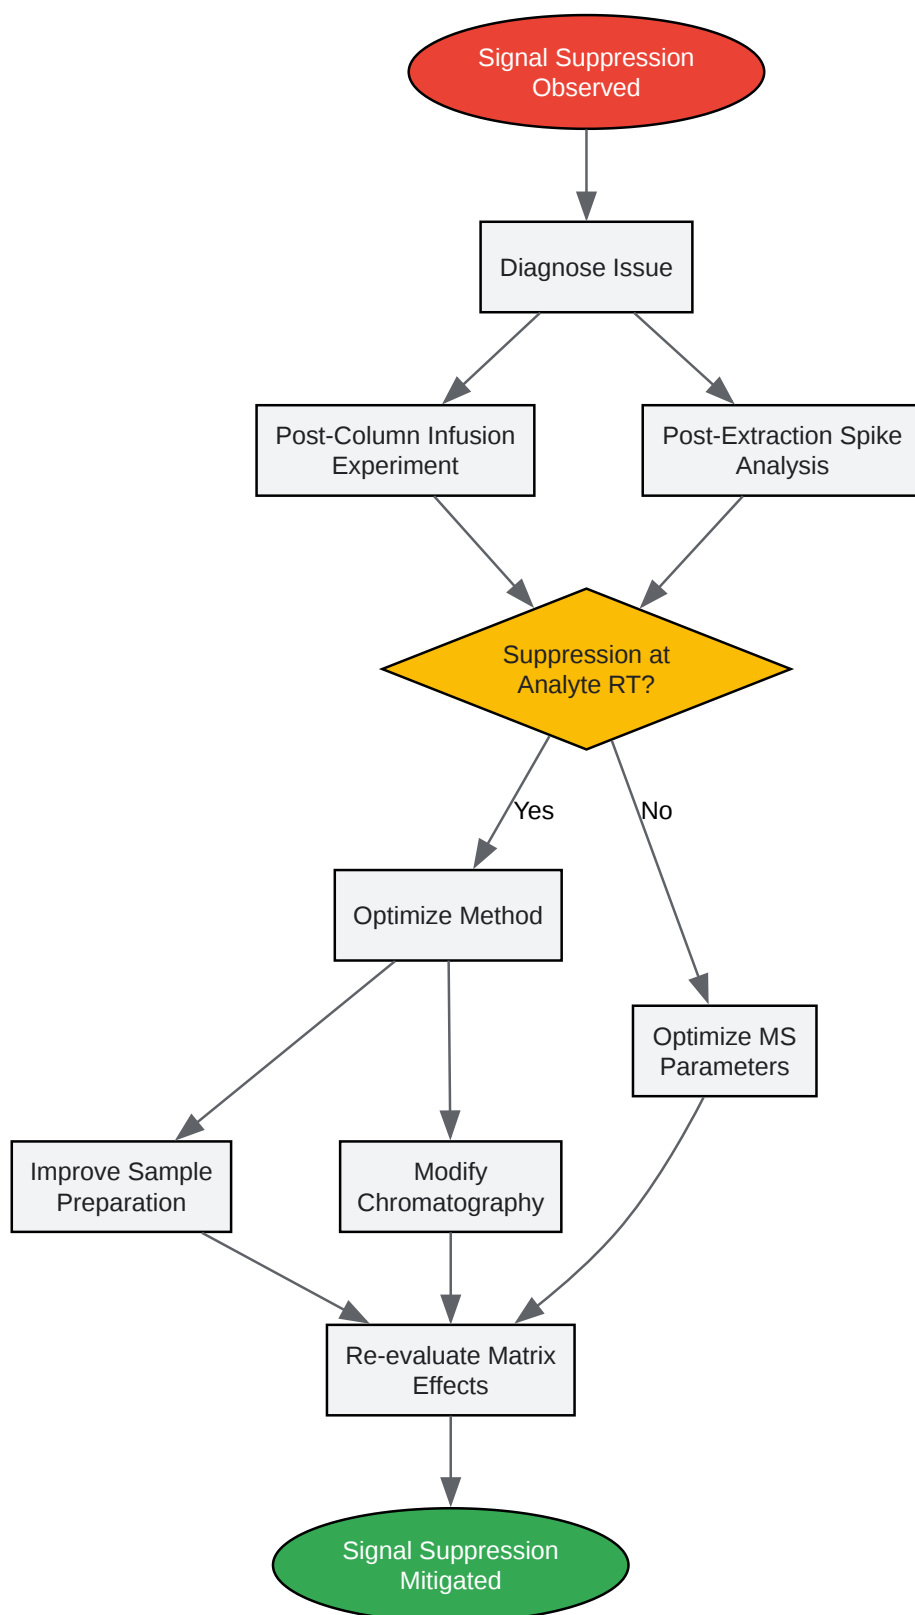 Signal Suppression
Observed
Diagnose Issue
Post-Column Infusion
Experiment
Post-Extraction Spike
Analysis
Suppression at
Analyte RT?
Yes
No
Optimize Method
Optimize MS
Parameters
Improve Sample
Preparation
Modify
Chromatography
Re-evaluate Matrix
Effects
Signal Suppression
Mitigated